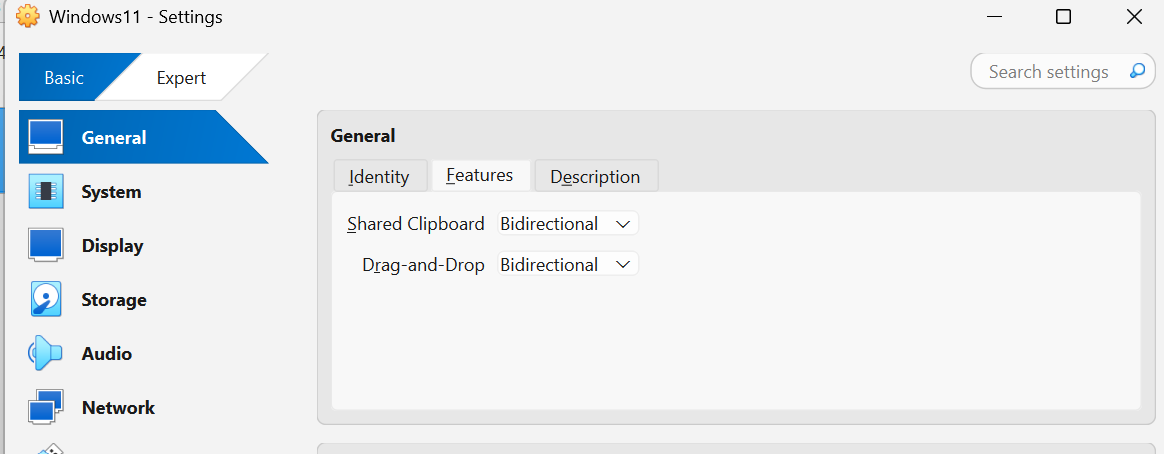 Windows11 - Settings
Basic
Expert
Search settings
General
System
Display
Storage
Audio
Network
General
Identity
Features
Description
Shared Clipboard Bidirectional
Drag-and-Drop Bidirectional